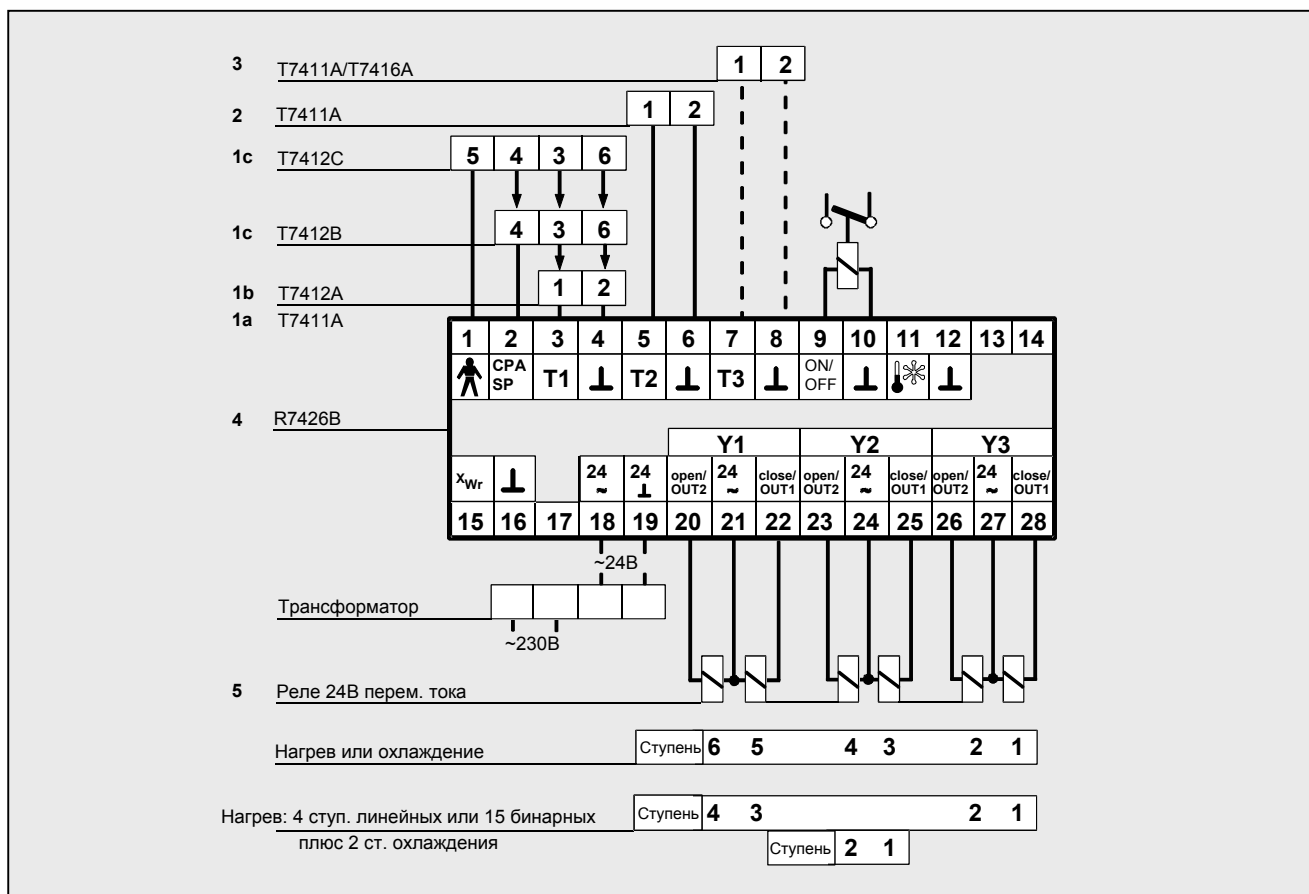 3 T7411A/T7416A 1 2
2 T7411A 1 2
1c T7412C 5 4 3 6
1c T7412B 4 3 6
1b T7412A 1 2
1a T7411A
1 2 3 4 5 6 7 8 9 10 11 12 13 14
CPA SP T1 T2 T3 ON/OFF
4 R7426B
Y1 Y2 Y3
xWr 24 ~ 24 open/OUT2 24 ~ close/OUT1 open/OUT2 24 ~ close/OUT1 open/OUT2 24 ~ close/OUT1
15 16 17 18 19 20 21 22 23 24 25 26 27 28
~24В
Трансформатор
~230В
5 Реле 24В перем. тока
Нагрев или охлаждение Ступень 6 5 4 3 2 1
Нагрев: 4 ступ. линейных или 15 бинарных Ступень 4 3 2 1
плюс 2 ст. охлаждения Ступень 2 1